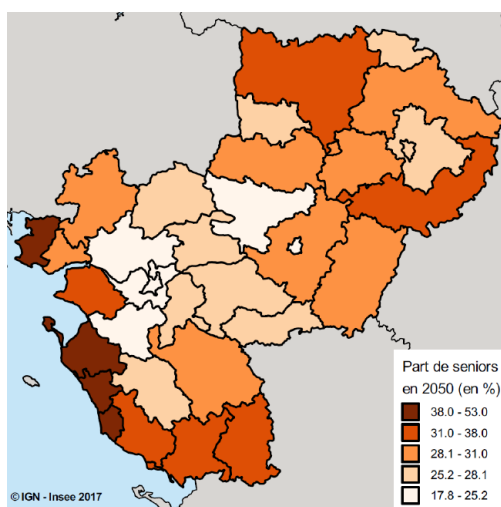 Part de seniors
en 2050 (en %)
38.0 - 53.0
31.0 - 38.0
28.1 - 31.0
25.2 - 28.1
17.8 - 25.2
© IGN - Insee 2017